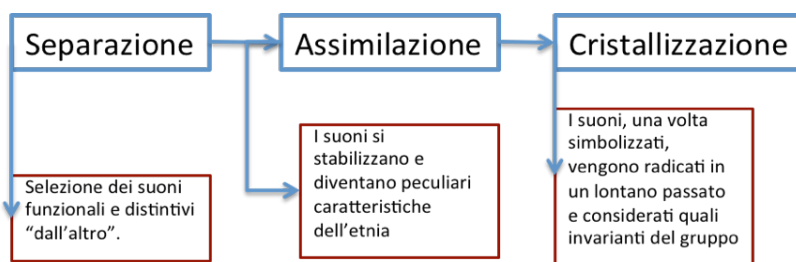 Separazione
Assimilazione
Cristallizzazione
Selezione dei suoni
funzionali e distintivi
“dall’altro”.
I suoni si
stabilizzano e
diventano peculiari
caratteristiche
dell’etnia
I suoni, una volta
simbolizzati,
vengono radicati in
un lontano passato
e considerati quali
invarianti del gruppo